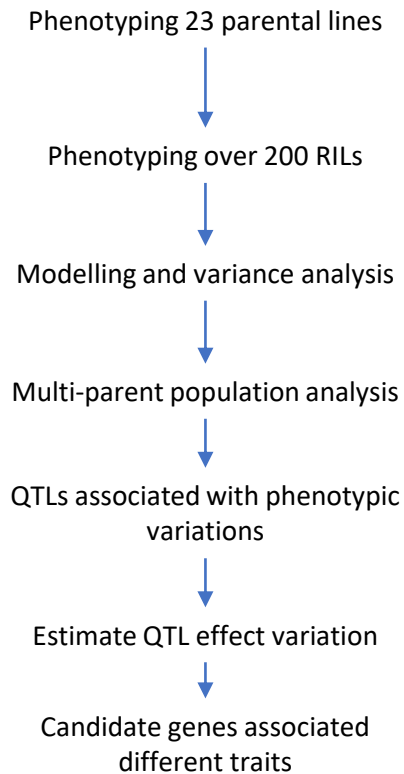 Phenotyping 23 parental lines
Phenotyping over 200 RILs
Modelling and variance analysis
Multi-parent population analysis
QTLs associated with phenotypic
variations
Estimate QTL effect variation
Candidate genes associated
different traits